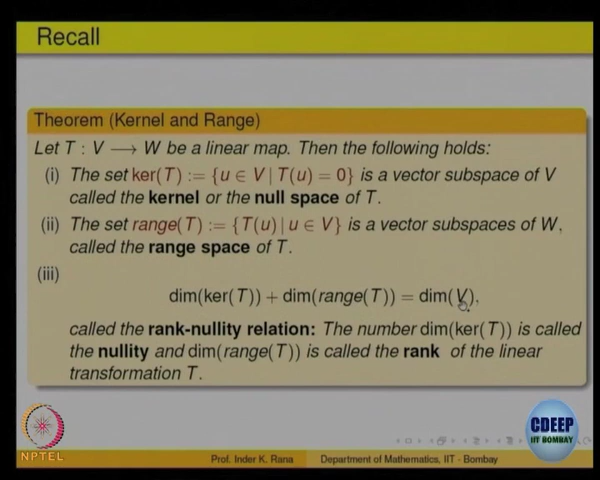 Recall
Theorem (Kernel and Range)
Let T : V ⟶ W be a linear map. Then the following holds:
(i) The set ker(T) := {u ∈ V | T(u) = 0} is a vector subspace of V
called the kernel or the null space of T.
(ii) The set range(T) := {T(u) | u ∈ V} is a vector subspaces of W,
called the range space of T.
(iii)
dim(ker(T)) + dim(range(T)) = dim(V),
called the rank-nullity relation: The number dim(ker(T)) is called
the nullity and dim(range(T)) is called the rank of the linear
transformation T.
CDEEP
IIT BOMBAY
NPTEL
Prof. Inder K. Rana Department of Mathematics, IIT - Bombay